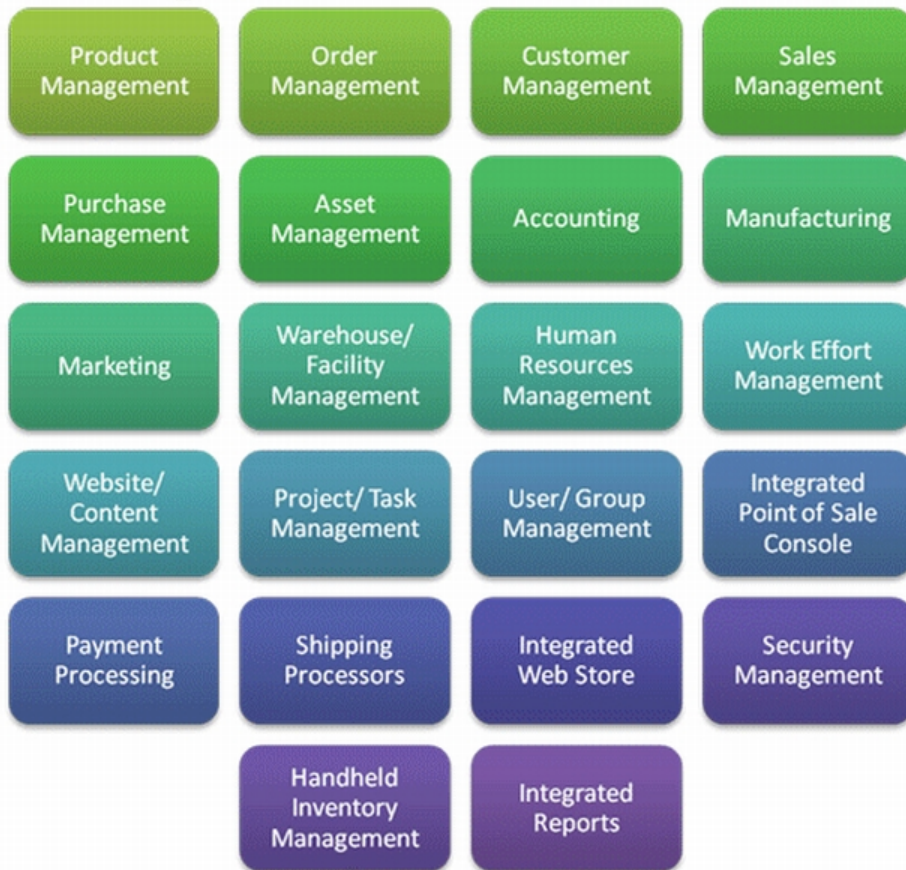 Product
Management
Order
Management
Customer
Management
Sales
Management
Purchase
Management
Asset
Management
Accounting
Manufacturing
Marketing
Warehouse/
Facility
Management
Human
Resources
Management
Work Effort
Management
Website/
Content
Management
Project/ Task
Management
User/ Group
Management
Integrated
Point of Sale
Console
Payment
Processing
Shipping
Processors
Integrated
Web Store
Security
Management
Handheld
Inventory
Management
Integrated
Reports